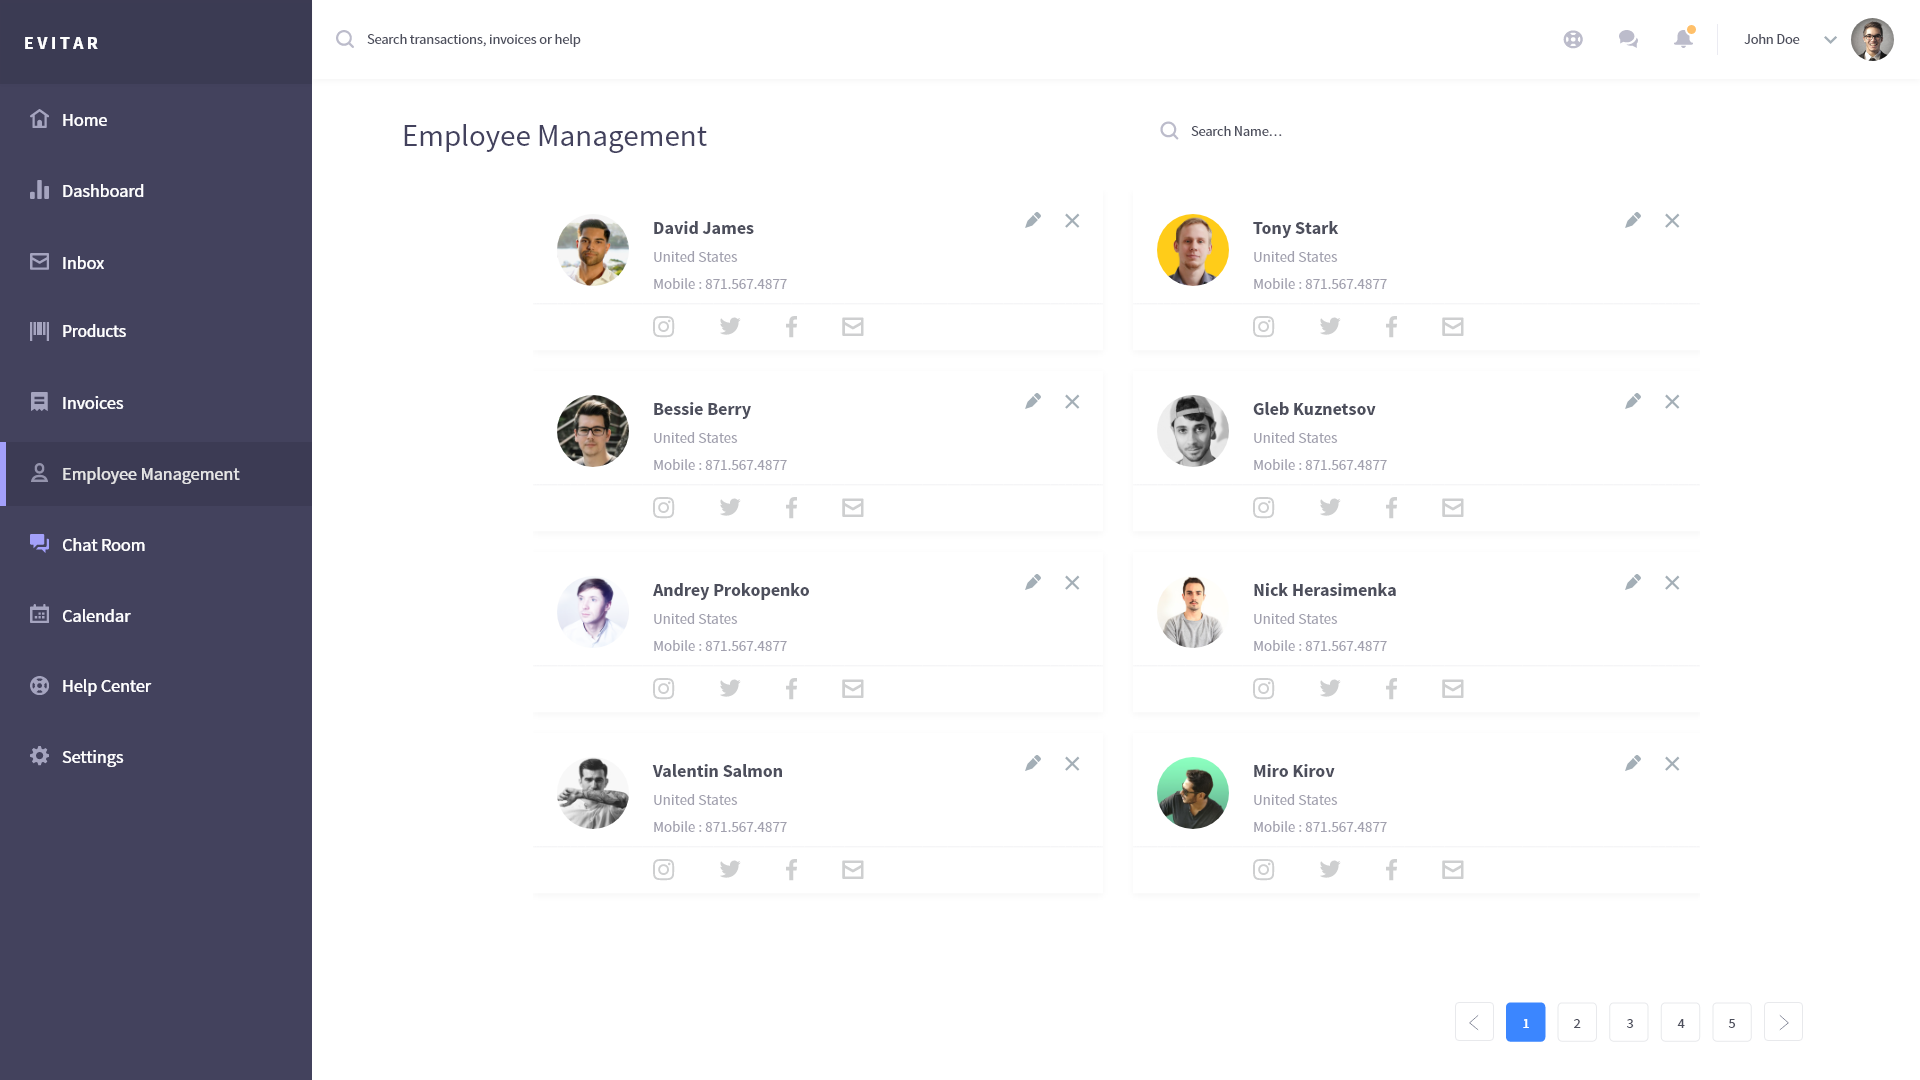 EVITAR
Search transactions, invoices or help
John Doe
Home
Dashboard
Inbox
Products
Invoices
Employee Management
Chat Room
Calendar
Help Center
Settings
Employee Management
Search Name...
David James
United States
Mobile : 871.567.4877
Tony Stark
United States
Mobile : 871.567.4877
Bessie Berry
United States
Mobile : 871.567.4877
Gleb Kuznetsov
United States
Mobile : 871.567.4877
Andrey Prokopenko
United States
Mobile : 871.567.4877
Nick Herasimenka
United States
Mobile : 871.567.4877
Valentin Salmon
United States
Mobile : 871.567.4877
Miro Kirov
United States
Mobile : 871.567.4877
1 2 3 4 5